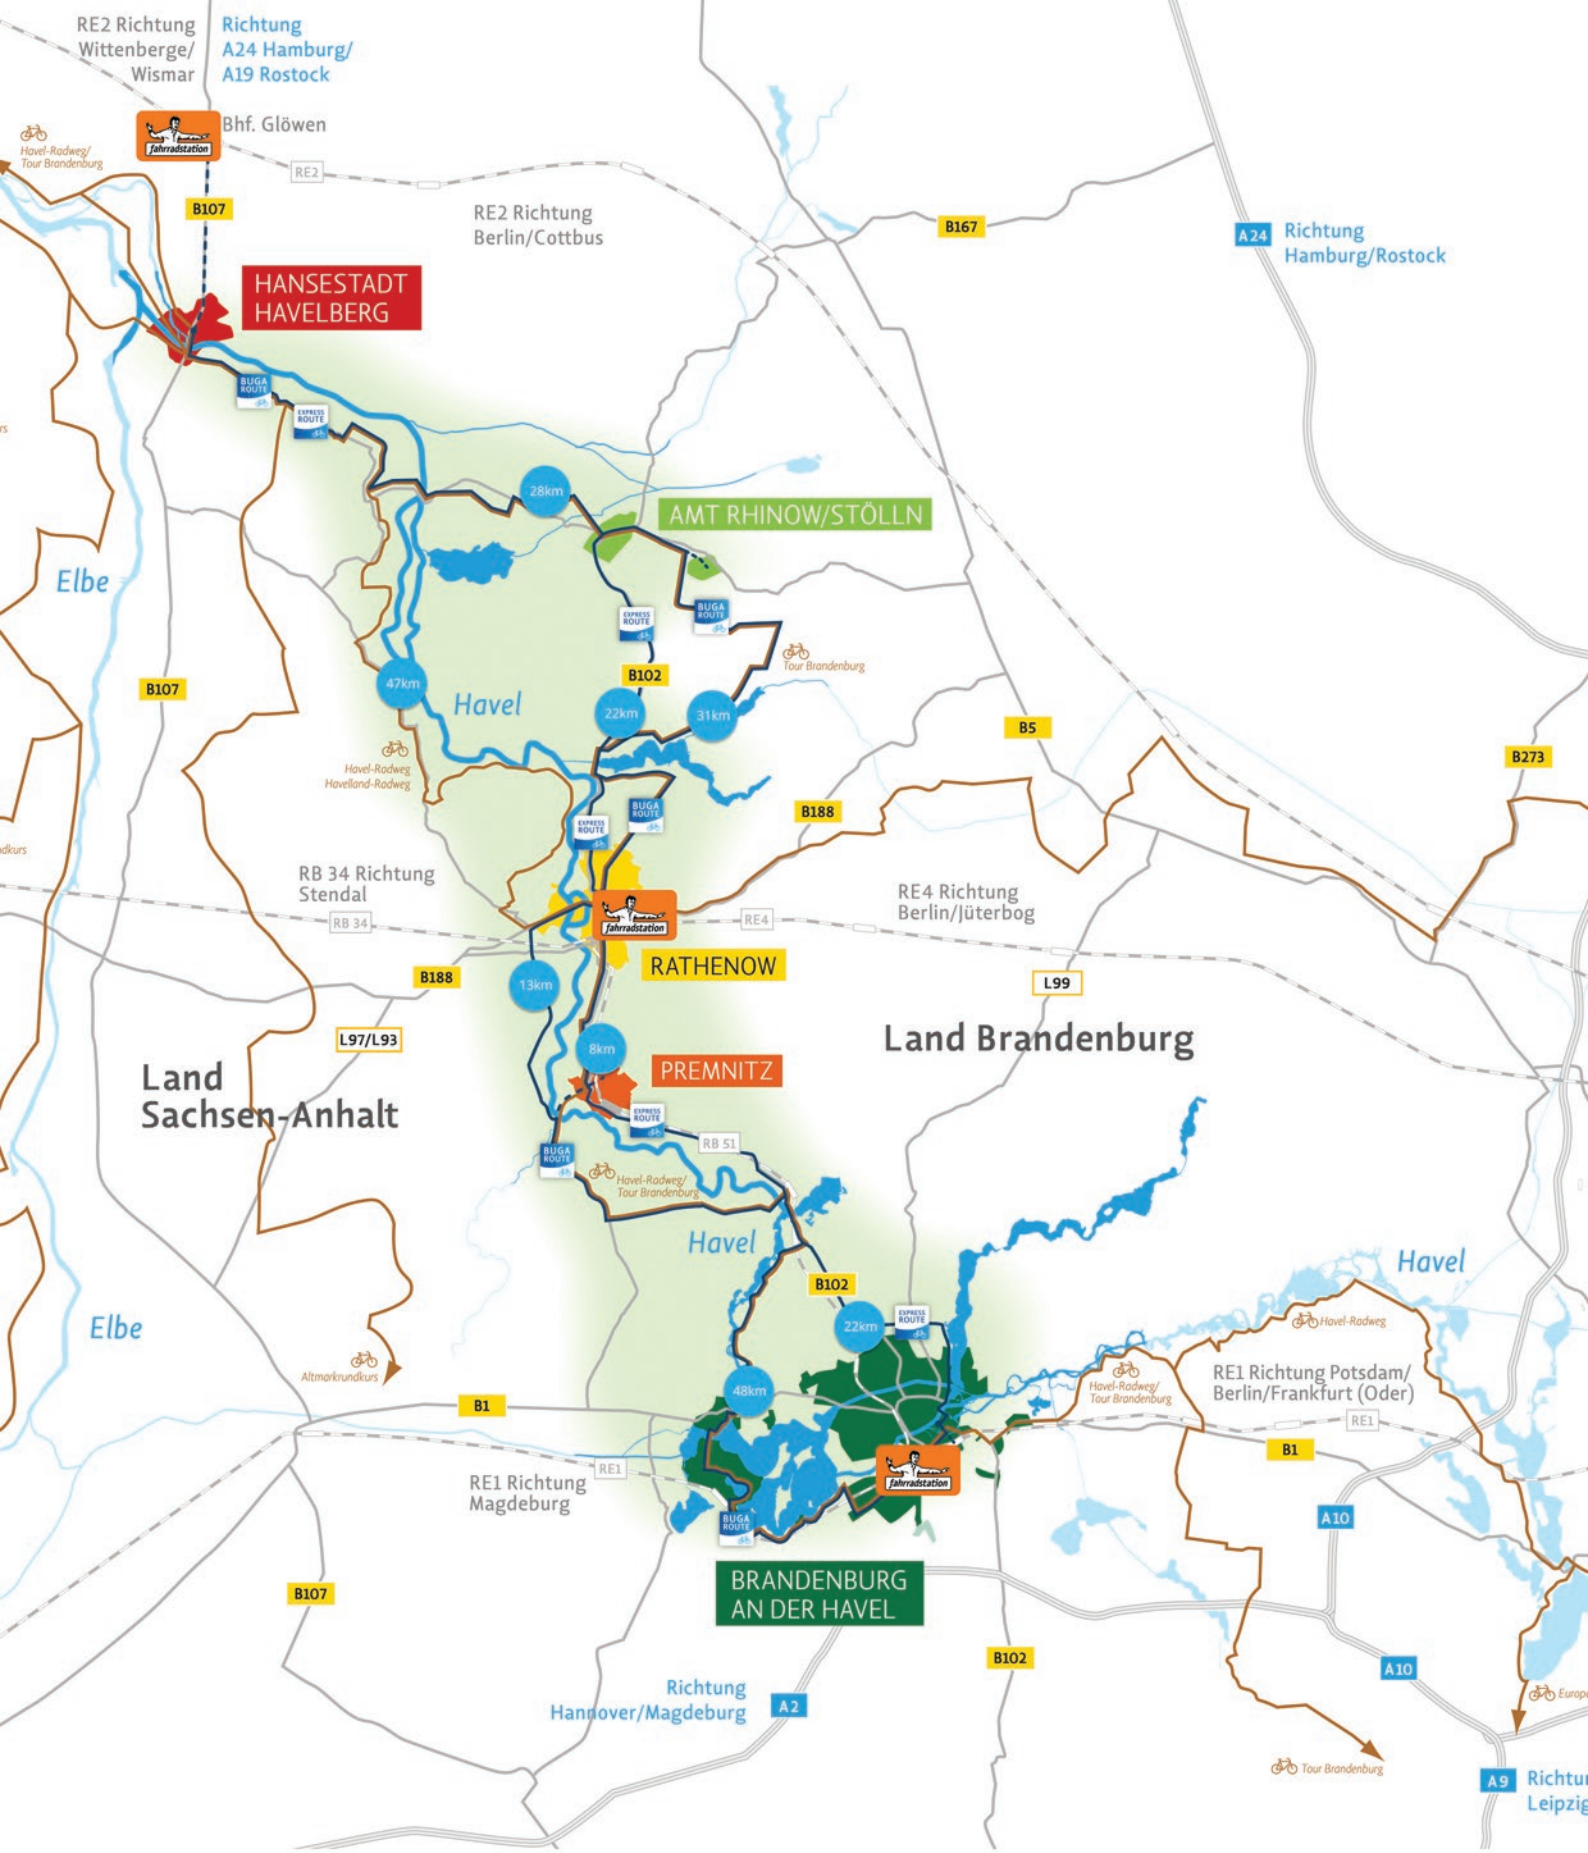 RE2 Richtung
Wittenberge/
Wismar
Richtung
A24 Hamburg/
A19 Rostock
Bhf. Glöwen
fahrradstation
Havel-Radweg/
Tour Brandenburg
RE2
B107
RE2 Richtung
Berlin/Cottbus
B167
A24
Richtung
Hamburg/Rostock
HANSESTADT
HAVELBERG
BUGA
ROUTE
EXPRESS
ROUTE
rs
28km
AMT RHINOW/STÖLLN
Elbe
EXPRESS
ROUTE
BUGA
ROUTE
Tour Brandenburg
B107
47km
Havel
B102
22km
31km
B5
B273
Havel-Radweg
Havelland-Radweg
BUGA
ROUTE
EXPRESS
ROUTE
B188
ndkurs
RB 34 Richtung
Stendal
RB 34
fahrradstation
RE4
RE4 Richtung
Berlin/Jüterbog
RATHENOW
B188
13km
L99
L97/L93
8km
Land Brandenburg
PREMNITZ
Land
Sachsen-Anhalt
EXPRESS
ROUTE
RB 51
BUGA
ROUTE
Havel-Radweg/
Tour Brandenburg
Havel
Havel
B102
Elbe
22km
EXPRESS
ROUTE
Havel-Radweg
Altmarkrundkurs
48km
Havel-Radweg/
Tour Brandenburg
RE1 Richtung Potsdam/
Berlin/Frankfurt (Oder)
B1
RE1
B1
RE1 Richtung
Magdeburg
RE1
fahrradstation
BUGA
ROUTE
A10
BRANDENBURG
AN DER HAVEL
B107
B102
A10
Richtung
Hannover/Magdeburg
A2
Europ
Tour Brandenburg
A9
Richtu
Leipzig